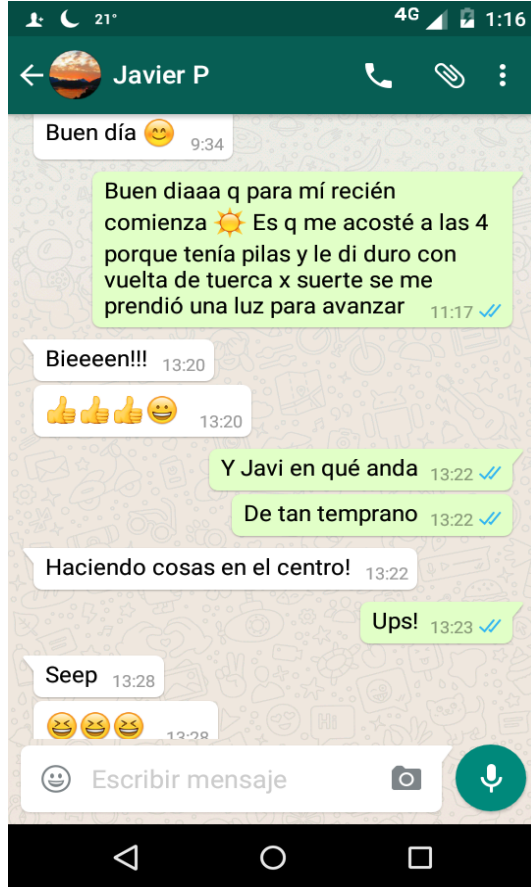 21°
4G
1:16
Javier P
Buen día 😊 9:34
Buen diaaa q para mí recién
comienza ☀️ Es q me acosté a las 4
porque tenía pilas y le di duro con
vuelta de tuerca x suerte se me
prendió una luz para avanzar 11:17
Bieeeen!!! 13:20
👍👍👍😀 13:20
Y Javi en qué anda 13:22
De tan temprano 13:22
Haciendo cosas en el centro! 13:22
Ups! 13:23
Seep 13:28
😆😆😆 13:28
Escribir mensaje